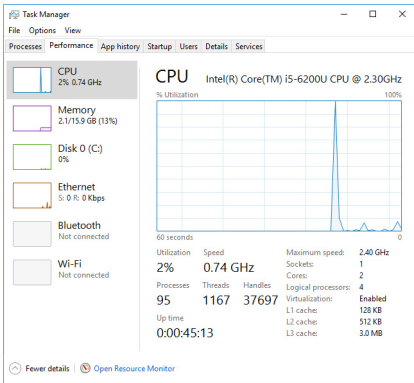 Task Manager
File Options View
Processes Performance App history Startup Users Details Services
CPU
2% 0.74 GHz
Memory
2.1/15.9 GB (13%)
Disk 0 (C:)
0%
Ethernet
S: 0 R: 0 Kbps
Bluetooth
Not connected
Wi-Fi
Not connected
CPU Intel(R) Core(TM) i5-6200U CPU @ 2.30GHz
% Utilization 100%
60 seconds 0
Utilization Speed
2% 0.74 GHz
Processes Threads Handles
95 1167 37697
Up time
0:00:45:13
Maximum speed: 2.40 GHz
Sockets: 1
Cores: 2
Logical processors: 4
Virtualization: Enabled
L1 cache: 128 KB
L2 cache: 512 KB
L3 cache: 3.0 MB
Fewer details Open Resource Monitor